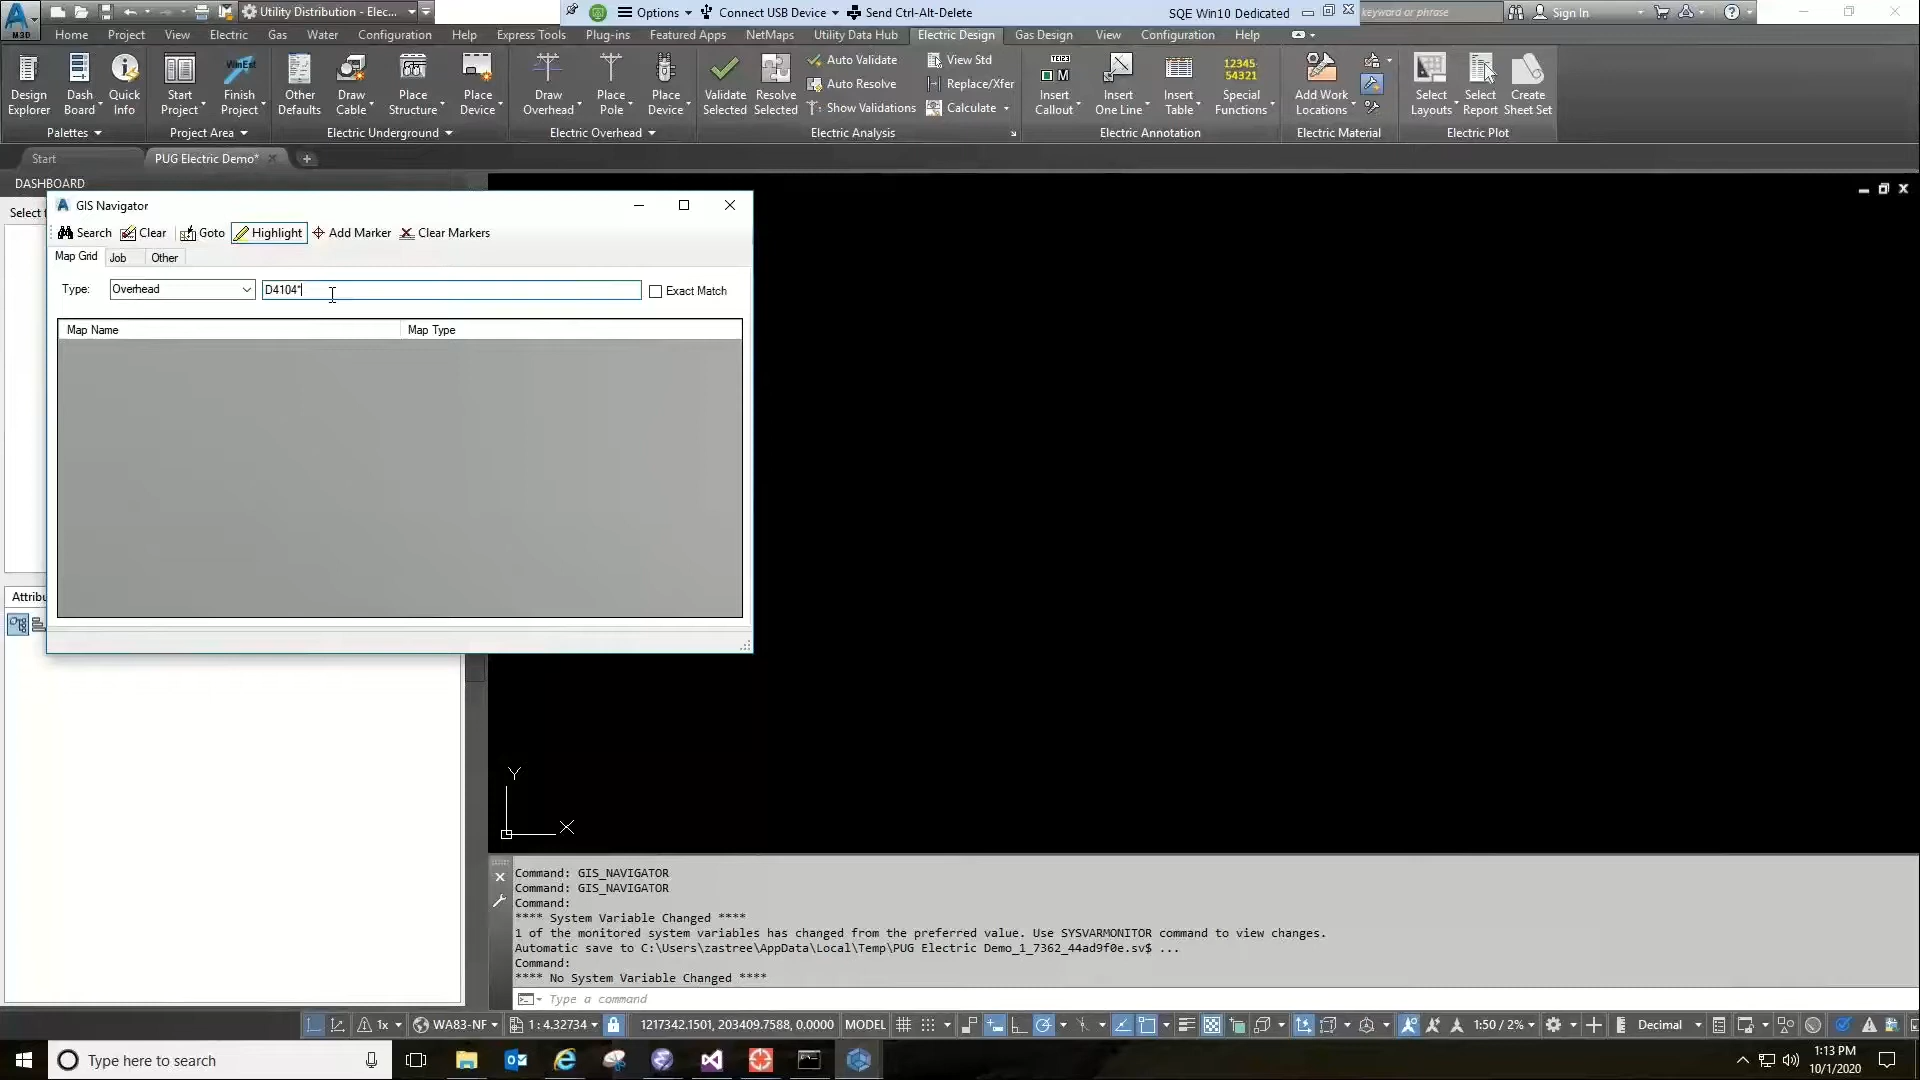 M3D
Utility Distribution - Elec...
Options
Connect USB Device
Send Ctrl-Alt-Delete
SQE Win10 Dedicated
keyword or phrase
Sign In
Home Project View Electric Gas Water Configuration Help Express Tools Plug-ins Featured Apps NetMaps Utility Data Hub Electric Design Gas Design View Configuration Help
Design Explorer
Dash Board
Quick Info
Start Project
Finish Project
Other Defaults
Draw Cable
Place Structure
Place Device
Draw Overhead
Place Pole
Place Device
Validate Selected
Resolve Selected
Auto Validate
Auto Resolve
Show Validations
View Std
Replace/Xfer
Calculate
Insert Callout
Insert One Line
12345
54321
Insert Table
Special Functions
Add Work Locations
Select Layouts
Select Report
Create Sheet Set
Palettes
Project Area
Electric Underground
Electric Overhead
Electric Analysis
Electric Annotation
Electric Material
Electric Plot
Start
PUG Electric Demo*
DASHBOARD
Select
GIS Navigator
Search Clear Goto Highlight Add Marker Clear Markers
Map Grid Job Other
Type: Overhead D4104* Exact Match
Map Name Map Type
Attribu
Y
X
Command: GIS_NAVIGATOR
Command: GIS_NAVIGATOR
Command:
**** System Variable Changed ****
1 of the monitored system variables has changed from the preferred value. Use SYSVARMONITOR command to view changes.
Automatic save to C:\Users\zastree\AppData\Local\Temp\PUG Electric Demo_1_7362_44ad9f0e.sv$ ...
Command:
**** No System Variable Changed ****
Type a command
1x WA83-NF 1 : 4.32734 1217342.1501, 203409.7588, 0.0000 MODEL 1:50 / 2% Decimal
Type here to search
1:13 PM
10/1/2020